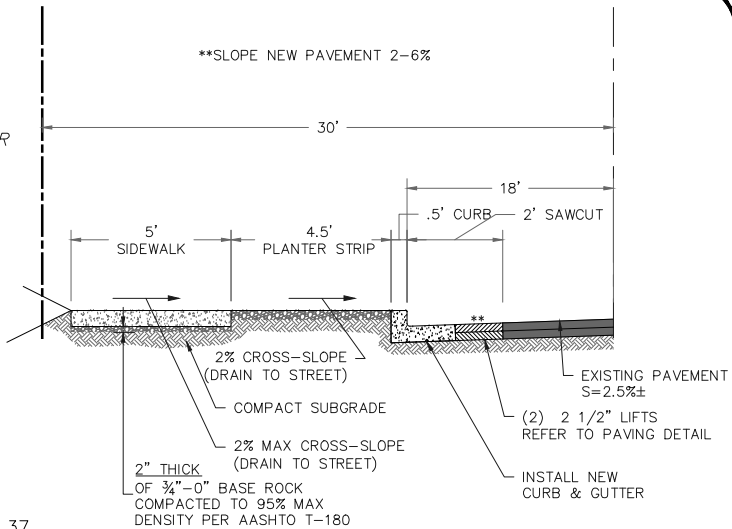 **SLOPE NEW PAVEMENT 2-6%
30'
R
18'
.5' CURB
2' SAWCUT
5'
SIDEWALK
4.5'
PLANTER STRIP
**
2% CROSS-SLOPE
(DRAIN TO STREET)
EXISTING PAVEMENT
S=2.5%±
COMPACT SUBGRADE
(2) 2 1/2" LIFTS
REFER TO PAVING DETAIL
2% MAX CROSS-SLOPE
(DRAIN TO STREET)
2" THICK
OF ¾"-0" BASE ROCK
COMPACTED TO 95% MAX
DENSITY PER AASHTO T-180
INSTALL NEW
CURB & GUTTER
37